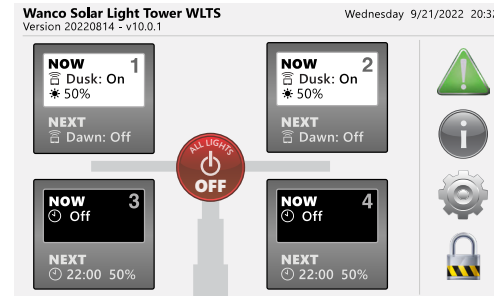 Wanco Solar Light Tower WLTS
Wednesday 9/21/2022 20:32
Version 20220814 - v10.0.1
NOW 1
Dusk: On
50%
NEXT
Dawn: Off
NOW 2
Dusk: On
50%
NEXT
Dawn: Off
ALL LIGHTS
OFF
NOW 3
Off
NEXT
22:00 50%
NOW 4
Off
NEXT
22:00 50%